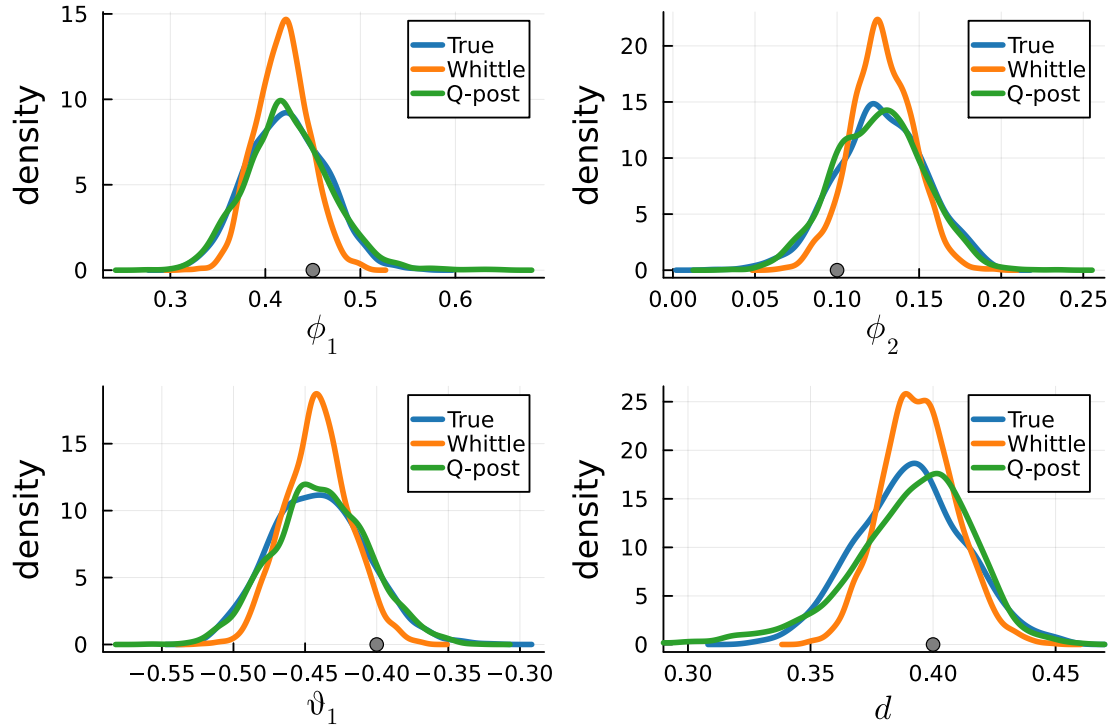 density
15
10
5
0
True
Whittle
Q-post
0.3 0.4 0.5 0.6
ϕ₁
density
20
15
10
5
0
True
Whittle
Q-post
0.00 0.05 0.10 0.15 0.20 0.25
ϕ₂
density
15
10
5
0
True
Whittle
Q-post
−0.55 −0.50 −0.45 −0.40 −0.35 −0.30
ϑ₁
density
25
20
15
10
5
0
True
Whittle
Q-post
0.30 0.35 0.40 0.45
d